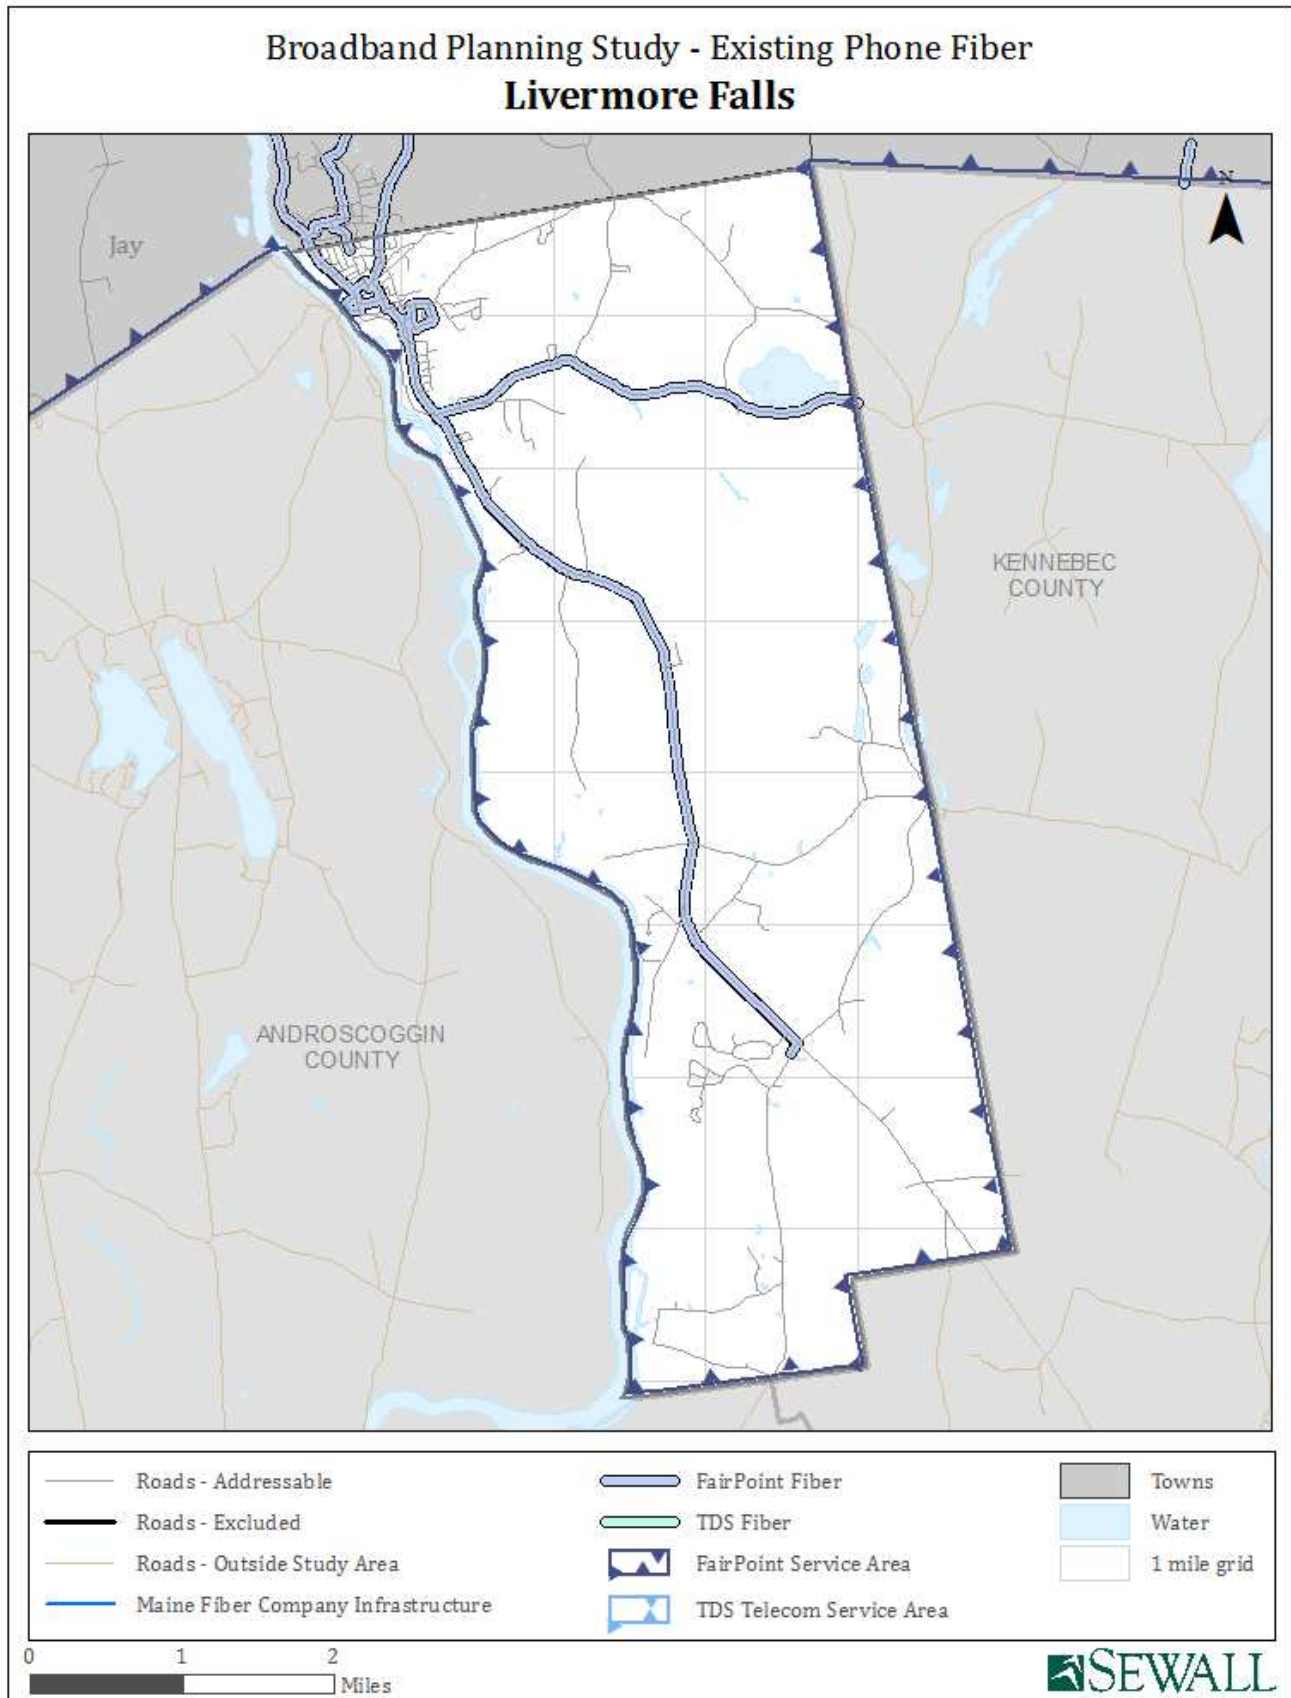 Broadband Planning Study - Existing Phone Fiber
Livermore Falls
N
Jay
KENNEBEC
COUNTY
ANDROSCOGGIN
COUNTY
Roads - Addressable
Roads - Excluded
Roads - Outside Study Area
Maine Fiber Company Infrastructure
FairPoint Fiber
TDS Fiber
FairPoint Service Area
TDS Telecom Service Area
Towns
Water
1 mile grid
0 1 2
Miles
SEWALL